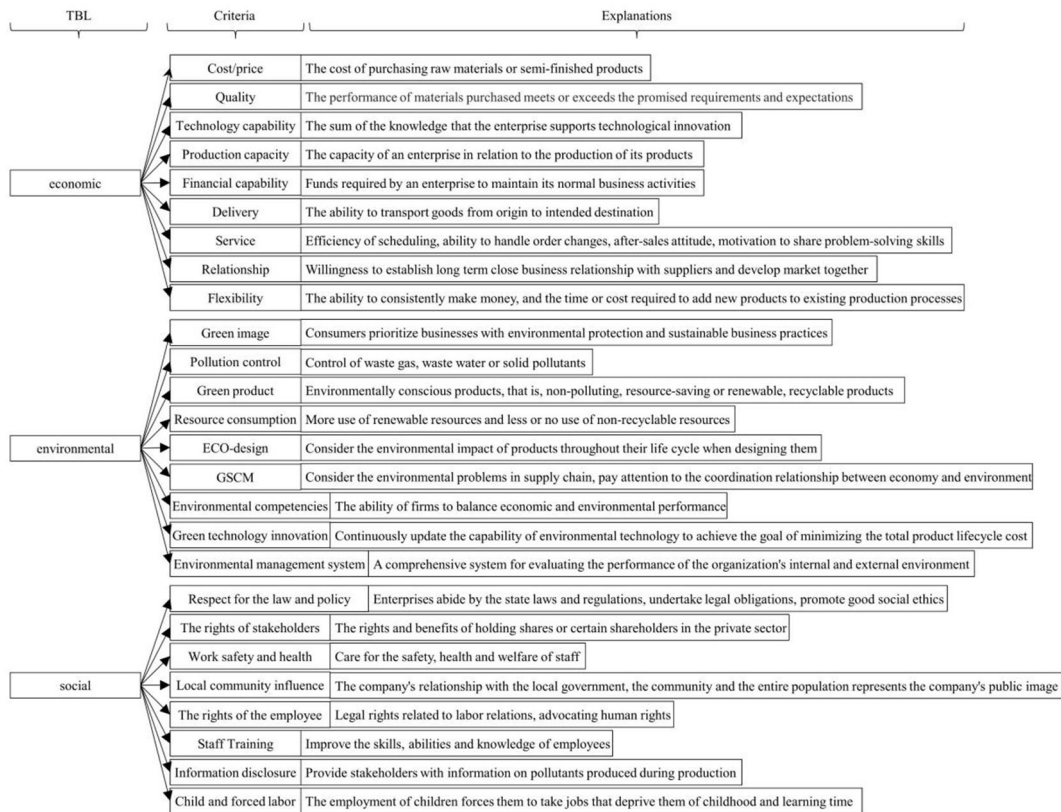 TBL Criteria Explanations
Cost/price The cost of purchasing raw materials or semi-finished products
Quality The performance of materials purchased meets or exceeds the promised requirements and expectations
Technology capability The sum of the knowledge that the enterprise supports technological innovation
Production capacity The capacity of an enterprise in relation to the production of its products
economic Financial capability Funds required by an enterprise to maintain its normal business activities
Delivery The ability to transport goods from origin to intended destination
Service Efficiency of scheduling, ability to handle order changes, after-sales attitude, motivation to share problem-solving skills
Relationship Willingness to establish long term close business relationship with suppliers and develop market together
Flexibility The ability to consistently make money, and the time or cost required to add new products to existing production processes
Green image Consumers prioritize businesses with environmental protection and sustainable business practices
Pollution control Control of waste gas, waste water or solid pollutants
Green product Environmentally conscious products, that is, non-polluting, resource-saving or renewable, recyclable products
Resource consumption More use of renewable resources and less or no use of non-recyclable resources
environmental ECO-design Consider the environmental impact of products throughout their life cycle when designing them
GSCM Consider the environmental problems in supply chain, pay attention to the coordination relationship between economy and environment
Environmental competencies The ability of firms to balance economic and environmental performance
Green technology innovation Continuously update the capability of environmental technology to achieve the goal of minimizing the total product lifecycle cost
Environmental management system A comprehensive system for evaluating the performance of the organization's internal and external environment
Respect for the law and policy Enterprises abide by the state laws and regulations, undertake legal obligations, promote good social ethics
The rights of stakeholders The rights and benefits of holding shares or certain shareholders in the private sector
Work safety and health Care for the safety, health and welfare of staff
social Local community influence The company's relationship with the local government, the community and the entire population represents the company's public image
The rights of the employee Legal rights related to labor relations, advocating human rights
Staff Training Improve the skills, abilities and knowledge of employees
Information disclosure Provide stakeholders with information on pollutants produced during production
Child and forced labor The employment of children forces them to take jobs that deprive them of childhood and learning time